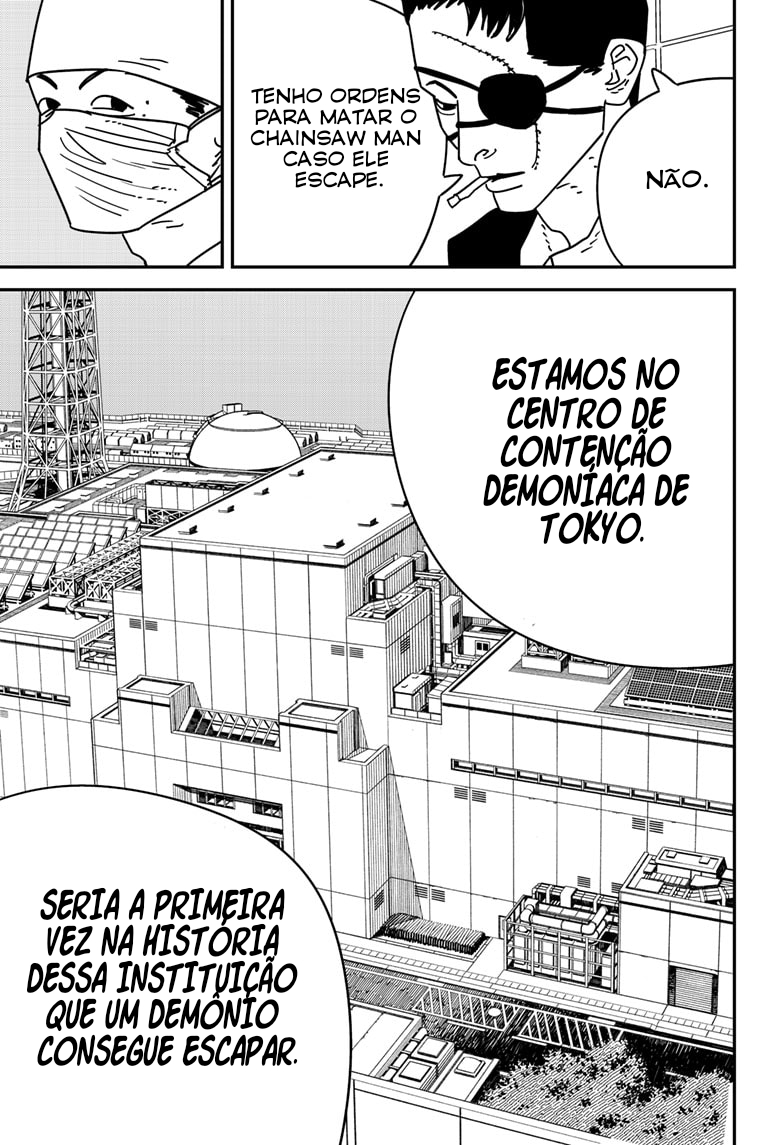 NÃO.
TENHO ORDENS
PARA MATAR O
CHAINSAW MAN
CASO ELE
ESCAPE.
ESTAMOS NO
CENTRO DE
CONTENÇÃO
DEMONÍACA DE
TOKYO.
SERIA A PRIMEIRA
VEZ NA HISTÓRIA
DESSA INSTITUIÇÃO
QUE UM DEMÔNIO
CONSEGUE ESCAPAR.